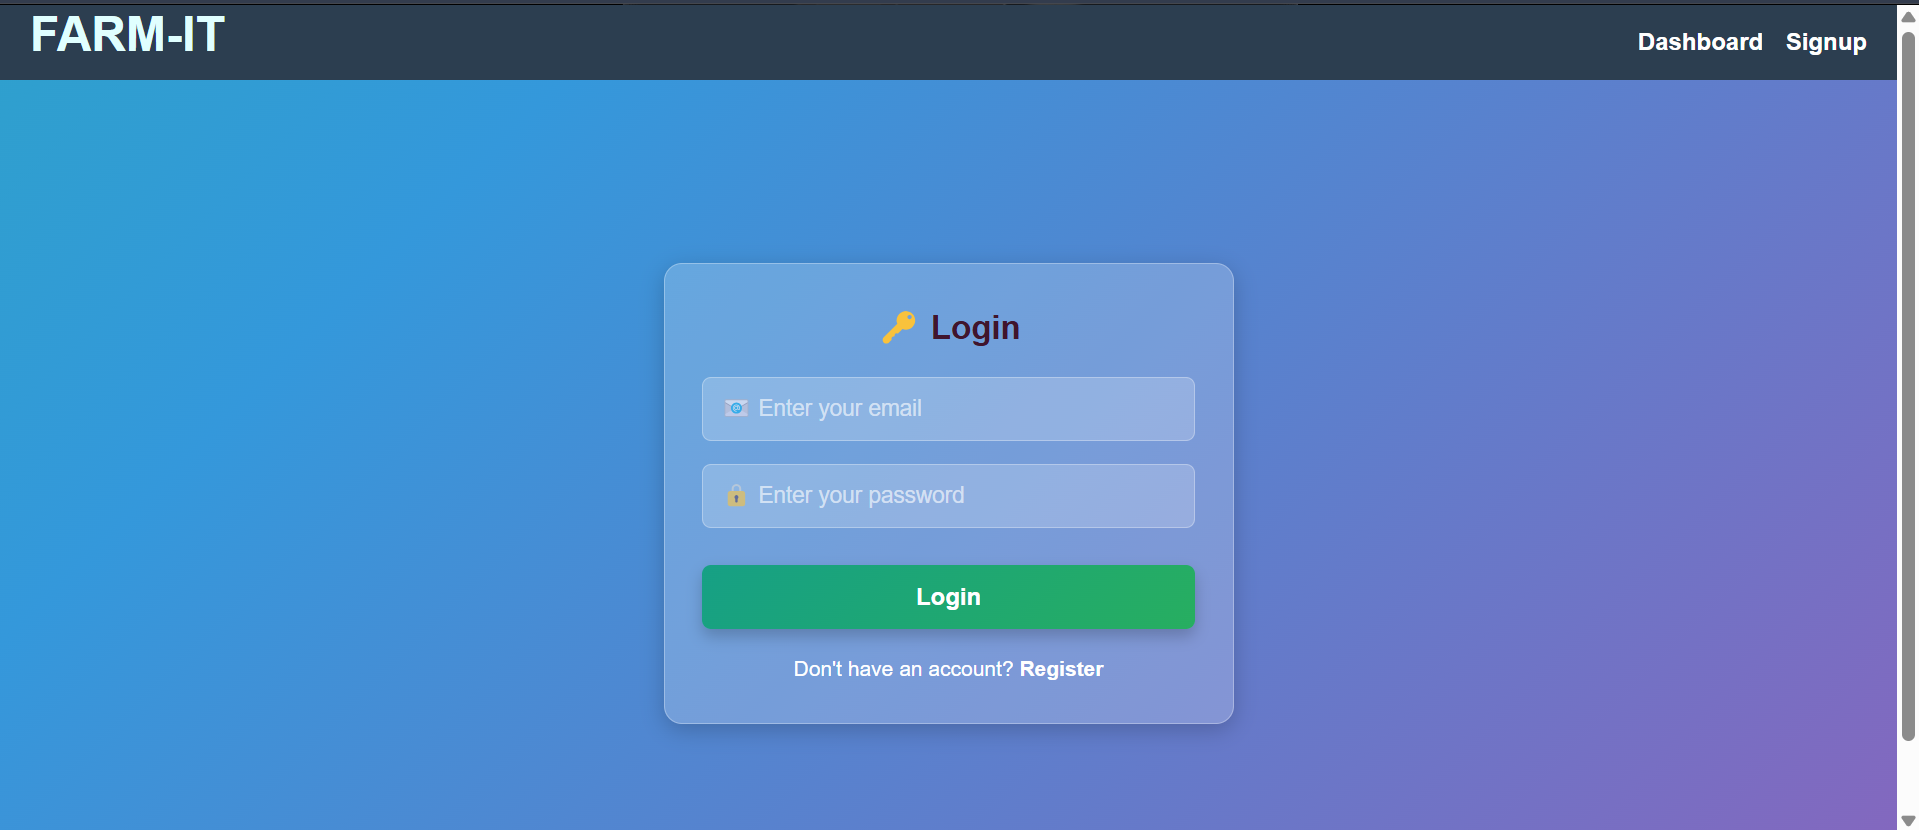 FARM-IT
Dashboard Signup
Login
Enter your email
Enter your password
Login
Don't have an account? Register